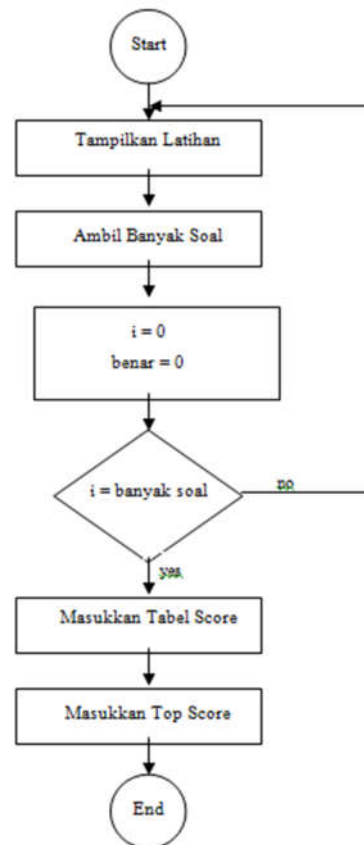 Start
Tampilkan Latihan
Ambil Banyak Soal
i = 0
benar = 0
i = banyak soal
no
yes
Masukkan Tabel Score
Masukkan Top Score
End